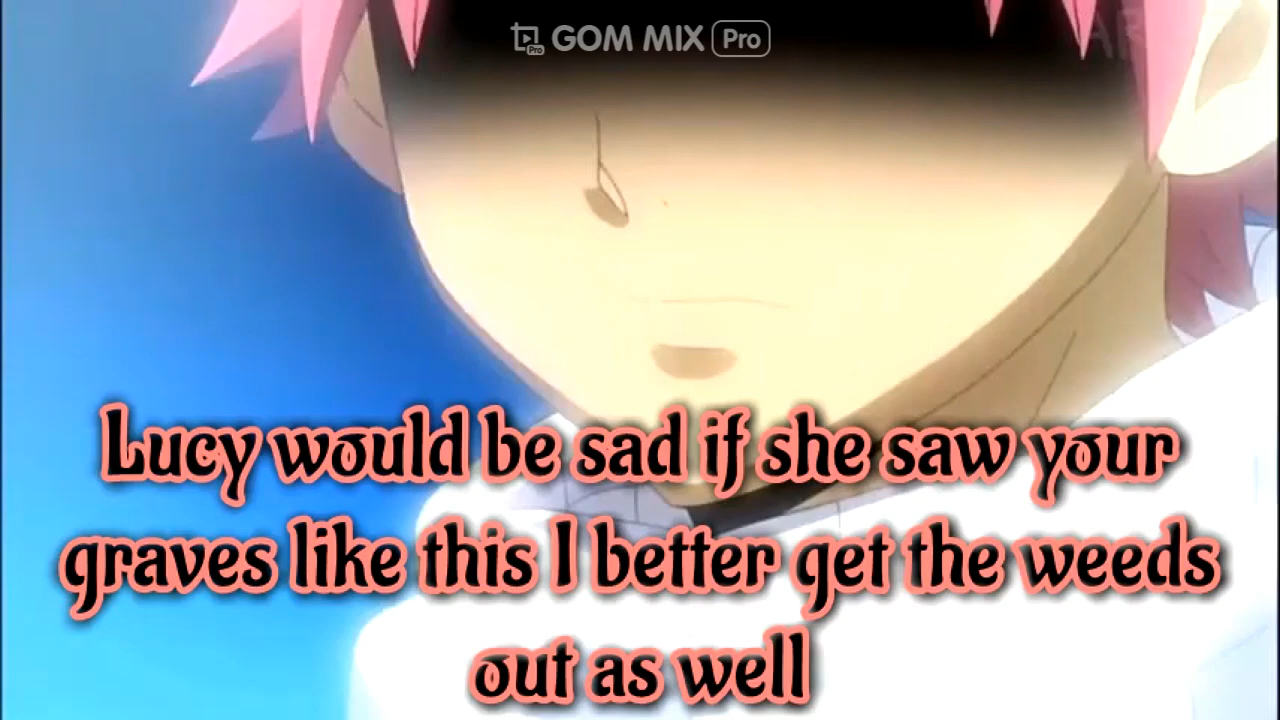 GOM MIX Pro
Lucy would be sad if she saw your
graves like this I better get the weeds
out as well